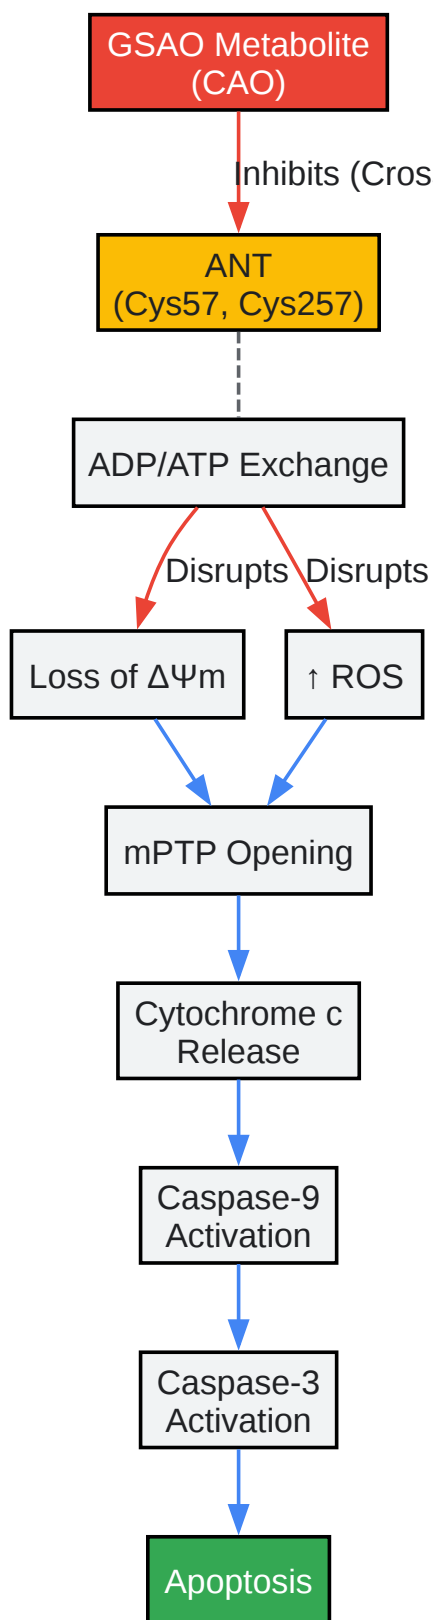 GSAO Metabolite
(CAO)
Inhibits (Cros
ANT
(Cys57, Cys257)
ADP/ATP Exchange
Disrupts
Disrupts
Loss of ΔΨm
↑ ROS
mPTP Opening
Cytochrome c
Release
Caspase-9
Activation
Caspase-3
Activation
Apoptosis